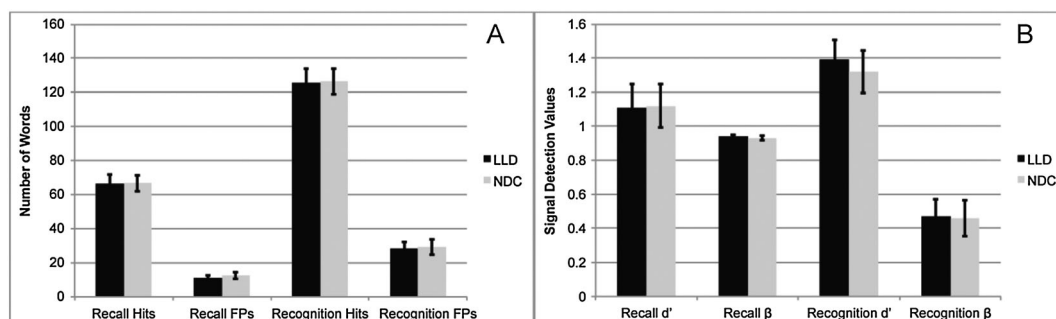 A
Number of Words
160
140
120
100
80
60
40
20
0
Recall Hits Recall FPs Recognition Hits Recognition FPs
LLD
NDC
B
Signal Detection Values
1.6
1.4
1.2
1
0.8
0.6
0.4
0.2
0
Recall d' Recall β Recognition d' Recognition β
LLD
NDC